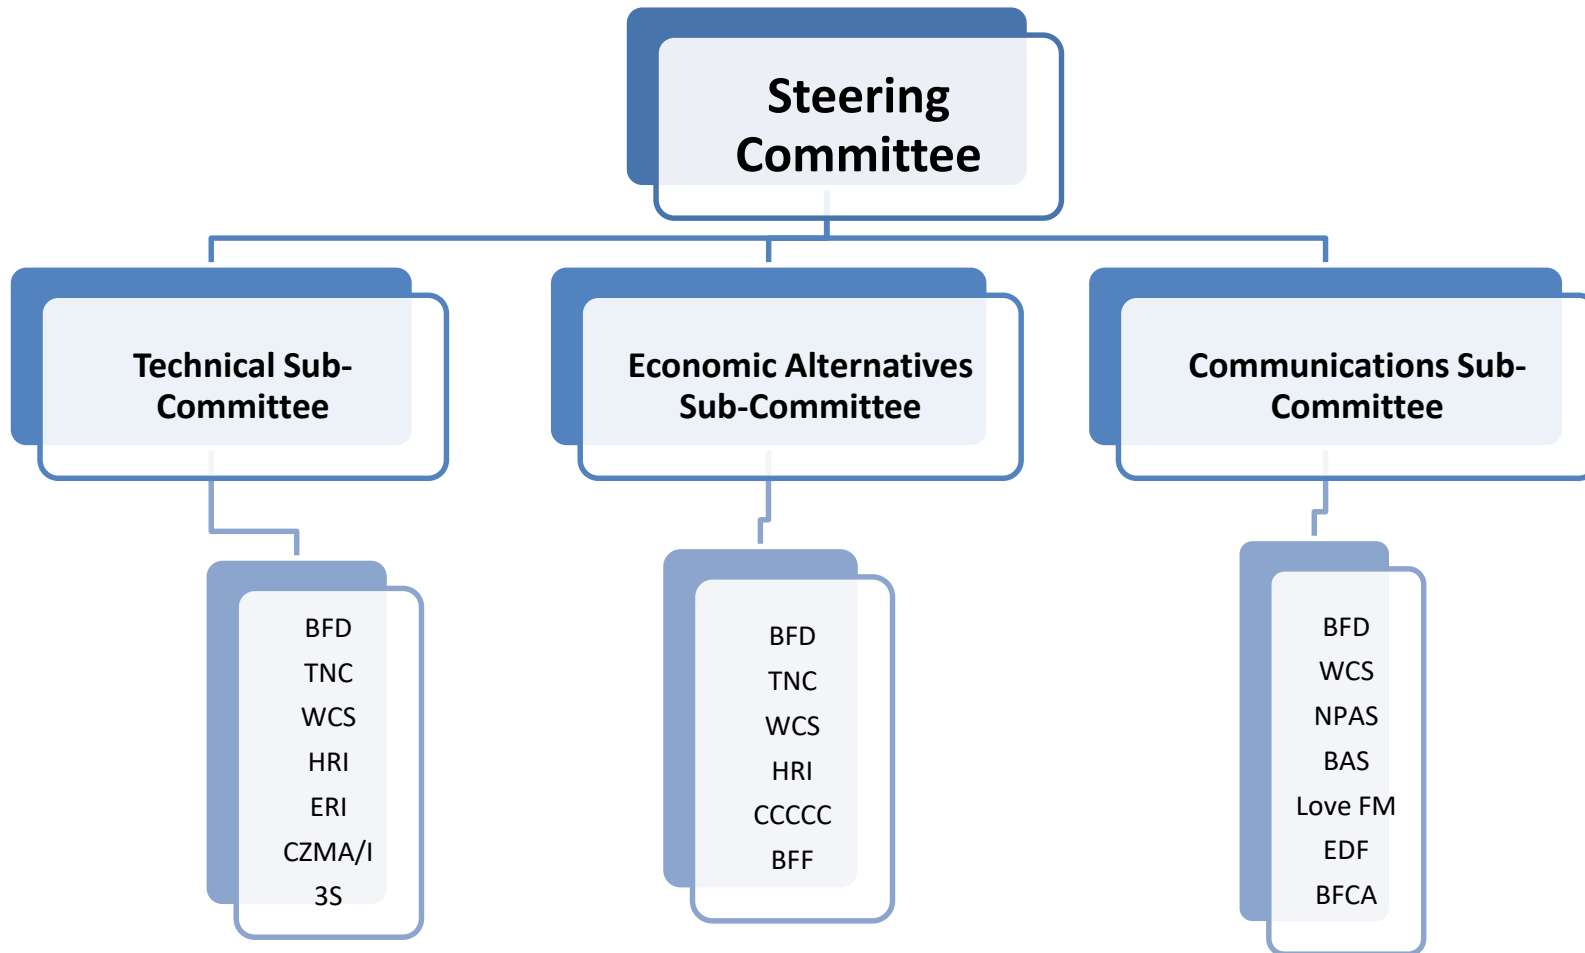 Steering
Committee
Technical Sub-
Committee
Economic Alternatives
Sub-Committee
Communications Sub-
Committee
BFD
TNC
WCS
HRI
ERI
CZMA/I
3S
BFD
TNC
WCS
HRI
CCCCC
BFF
BFD
WCS
NPAS
BAS
Love FM
EDF
BFCA